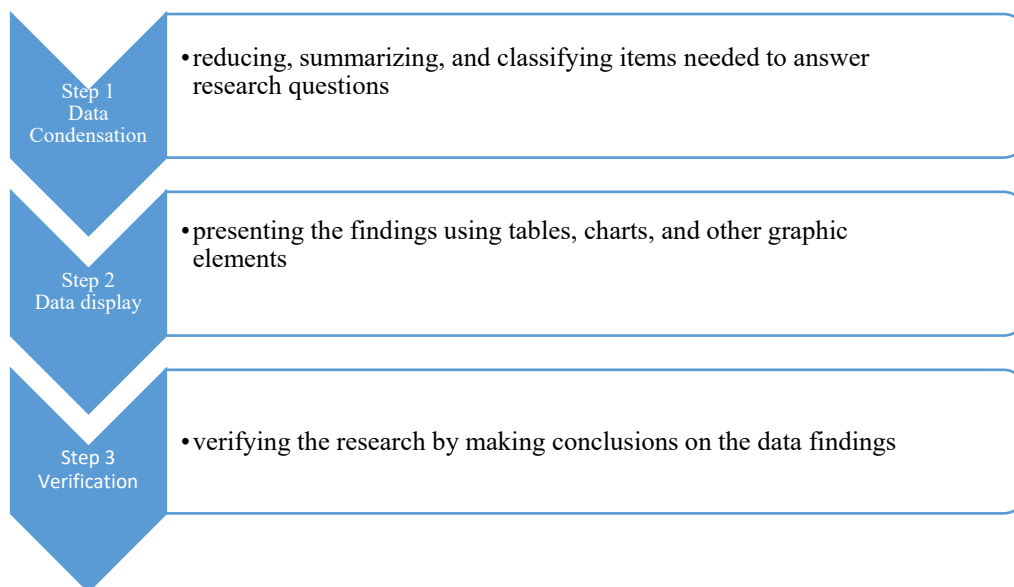 Step 1
Data
Condensation
•reducing, summarizing, and classifying items needed to answer
research questions
Step 2
Data display
•presenting the findings using tables, charts, and other graphic
elements
Step 3
Verification
•verifying the research by making conclusions on the data findings